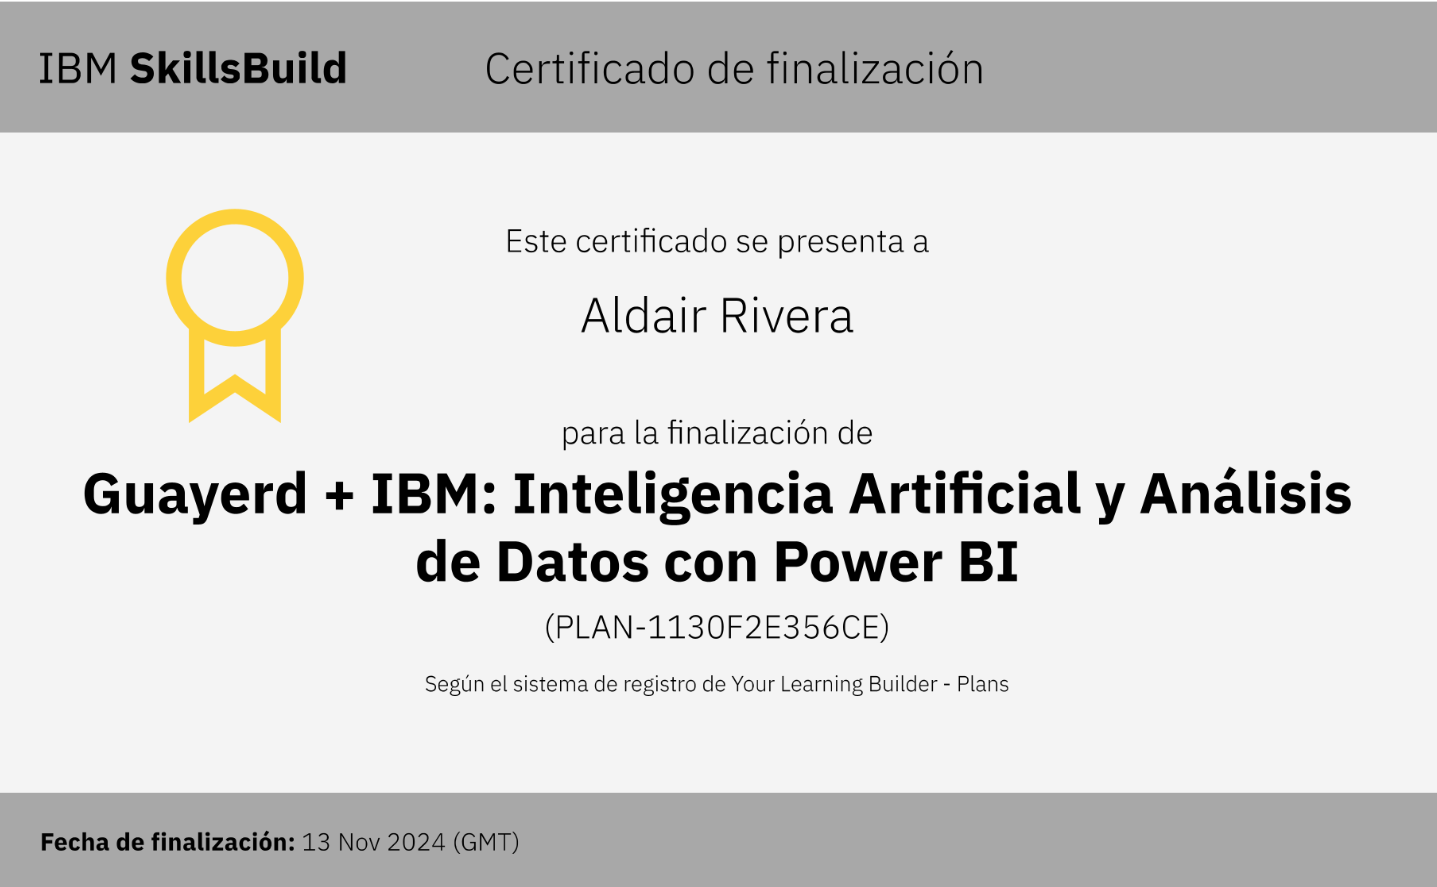 IBM SkillsBuild
Certificado de finalización
Este certificado se presenta a
Aldair Rivera
para la finalización de
Guayerd + IBM: Inteligencia Artificial y Análisis
de Datos con Power BI
(PLAN-1130F2E356CE)
Según el sistema de registro de Your Learning Builder - Plans
Fecha de finalización: 13 Nov 2024 (GMT)